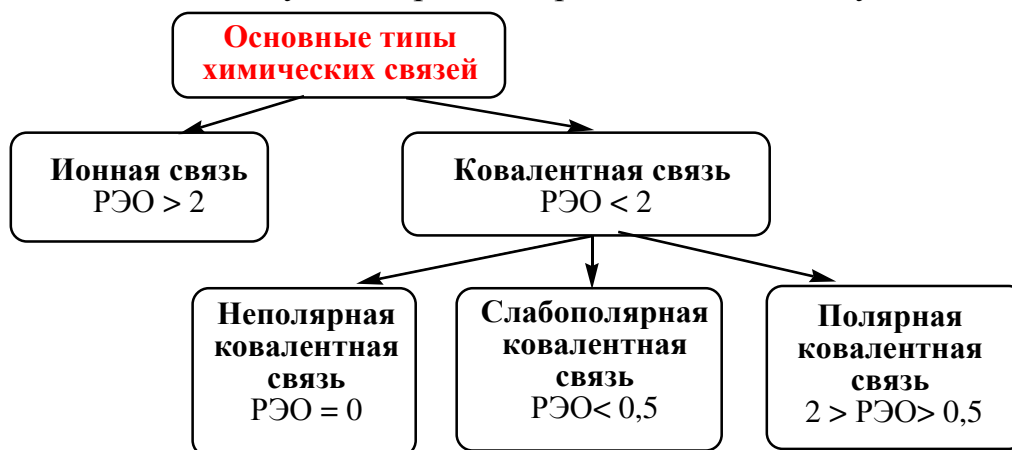 Основные типы
химических связей
Ионная связь
РЭО > 2
Ковалентная связь
РЭО < 2
Неполярная
ковалентная
связь
РЭО = 0
Слабополярная
ковалентная
связь
РЭО< 0,5
Полярная
ковалентная
связь
2 > РЭО> 0,5